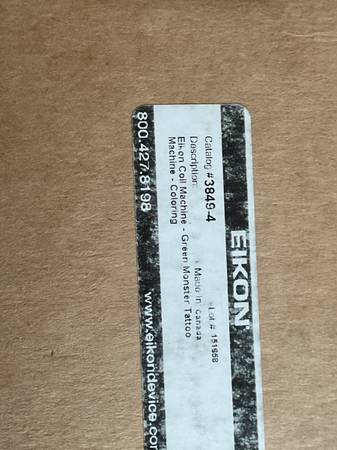 EIKON
Catalog #3849-4
Lot # 151558
Description:
Made in Canada
Eikon Coil Machine - Green Monster Tattoo
Machine - Coloring
800.427.8198
www.eikondevice.com